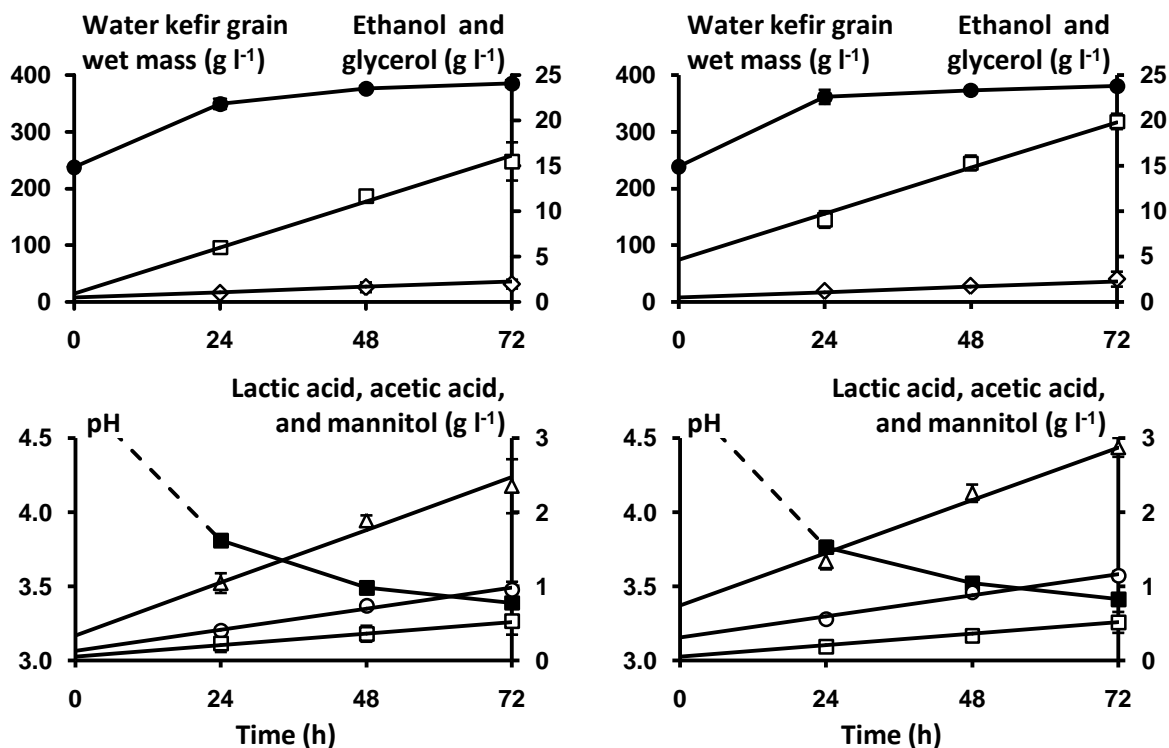 Water kefir grain
wet mass (g l⁻¹)
Ethanol and
glycerol (g l⁻¹)
400
300
200
100
0
25
20
15
10
5
0
0 24 48 72
Water kefir grain
wet mass (g l⁻¹)
Ethanol and
glycerol (g l⁻¹)
400
300
200
100
0
25
20
15
10
5
0
0 24 48 72
pH
Lactic acid, acetic acid,
and mannitol (g l⁻¹)
4.5
4.0
3.5
3.0
3
2
1
0
0 24 48 72
Time (h)
pH
Lactic acid, acetic acid,
and mannitol (g l⁻¹)
4.5
4.0
3.5
3.0
3
2
1
0
0 24 48 72
Time (h)